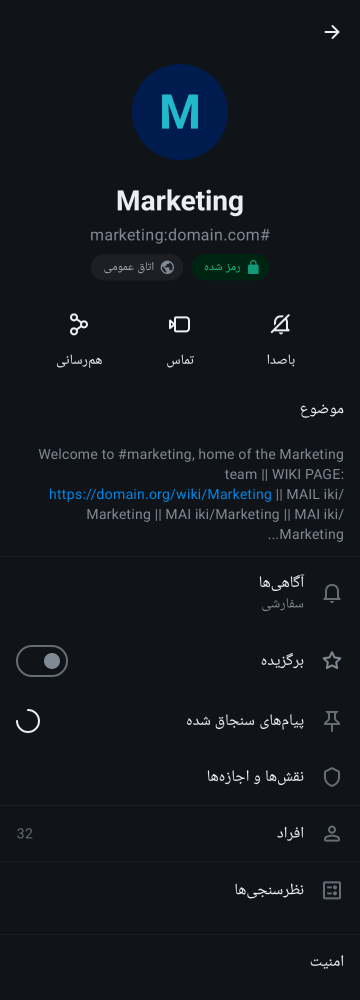 M
Marketing
marketing:domain.com#
رمز شده
اتاق عمومی
باصدا
تماس
هم‌رسانی
موضوع
Welcome to #marketing, home of the Marketing
team || WIKI PAGE:
https://domain.org/wiki/Marketing || MAIL iki/
Marketing || MAI iki/Marketing || MAI iki/
...Marketing
آگاهی‌ها
سفارشی
برگزیده
پیام‌های سنجاق شده
نقش‌ها و اجازه‌ها
افراد
32
نظرسنجی‌ها
امنیت